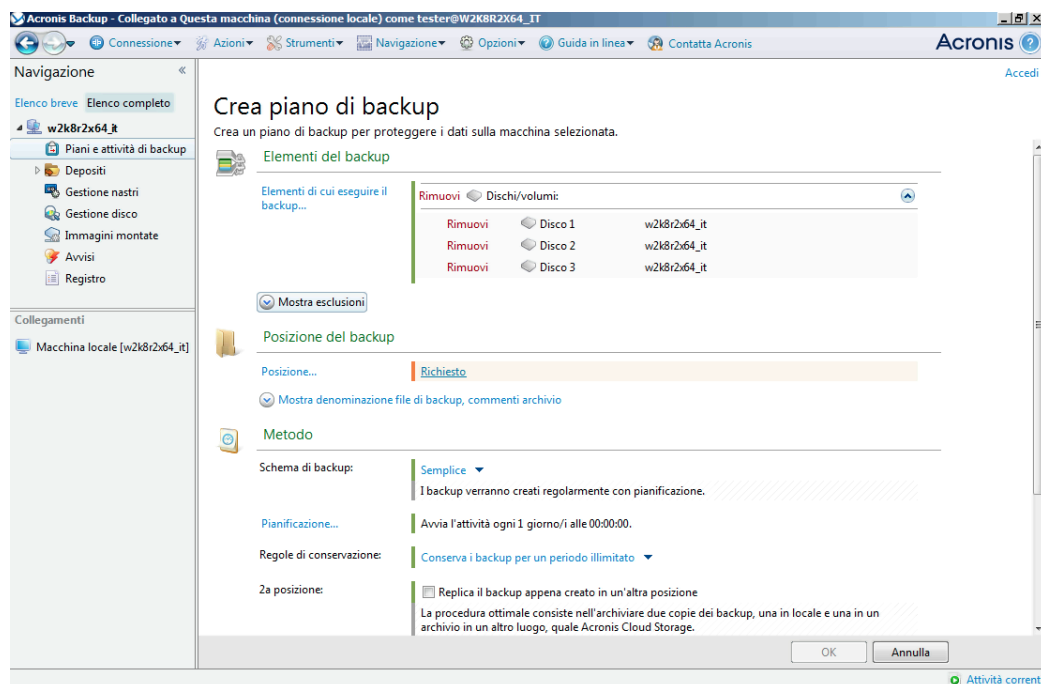 Acronis Backup - Collegato a Questa macchina (connessione locale) come tester@W2K8R2X64_IT
Connessione Azioni Strumenti Navigazione Opzioni Guida in linea Contatta Acronis
Acronis
Navigazione
Accedi
Elenco breve Elenco completo
w2k8r2x64_it
Piani e attività di backup
Depositi
Gestione nastri
Gestione disco
Immagini montate
Avvisi
Registro
Collegamenti
Macchina locale [w2k8r2x64_it]
Crea piano di backup
Crea un piano di backup per proteggere i dati sulla macchina selezionata.
Elementi del backup
Elementi di cui eseguire il backup...
Rimuovi Dischi/volumi:
Rimuovi Disco 1 w2k8r2x64_it
Rimuovi Disco 2 w2k8r2x64_it
Rimuovi Disco 3 w2k8r2x64_it
Mostra esclusioni
Posizione del backup
Posizione... Richiesto
Mostra denominazione file di backup, commenti archivio
Metodo
Schema di backup: Semplice
I backup verranno creati regolarmente con pianificazione.
Pianificazione... Avvia l'attività ogni 1 giorno/i alle 00:00:00.
Regole di conservazione: Conserva i backup per un periodo illimitato
2a posizione: Replica il backup appena creato in un'altra posizione
La procedura ottimale consiste nell'archiviare due copie dei backup, una in locale e una in un
archivio in un altro luogo, quale Acronis Cloud Storage.
OK Annulla
Attività corrent